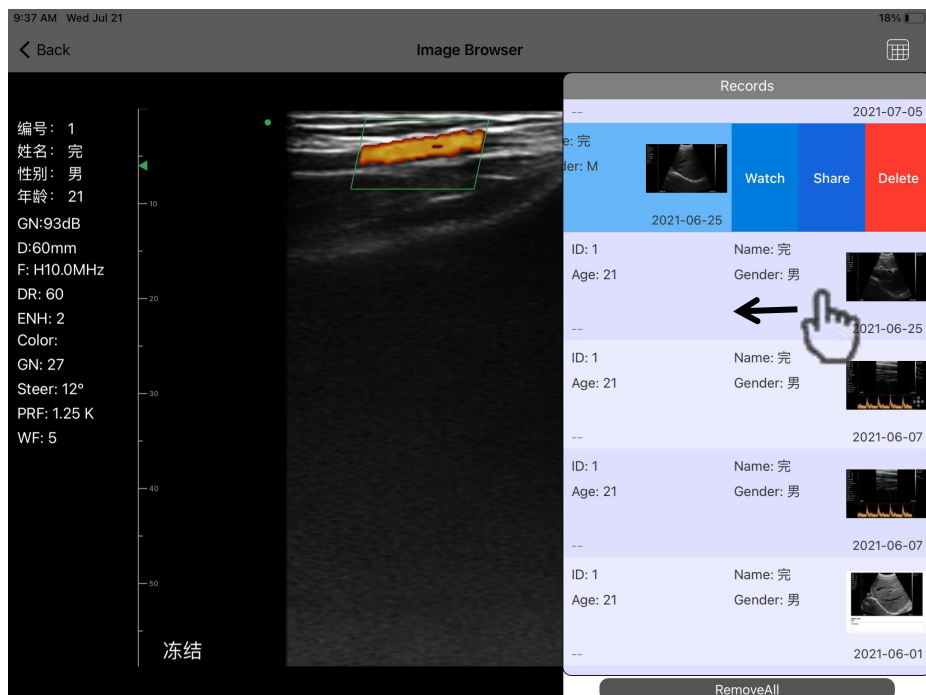 9:37 AM Wed Jul 21
18%
Back
Image Browser
编号: 1
姓名: 完
性别: 男
年龄: 21
GN:93dB
D:60mm
F: H10.0MHz
DR: 60
ENH: 2
Color:
GN: 27
Steer: 12°
PRF: 1.25 K
WF: 5
10
20
30
40
50
冻结
Records
--
2021-07-05
e: 完
der: M
2021-06-25
Watch
Share
Delete
ID: 1
Name: 完
Age: 21
Gender: 男
--
2021-06-25
ID: 1
Name: 完
Age: 21
Gender: 男
--
2021-06-07
ID: 1
Name: 完
Age: 21
Gender: 男
--
2021-06-07
ID: 1
Name: 完
Age: 21
Gender: 男
--
2021-06-01
RemoveAll